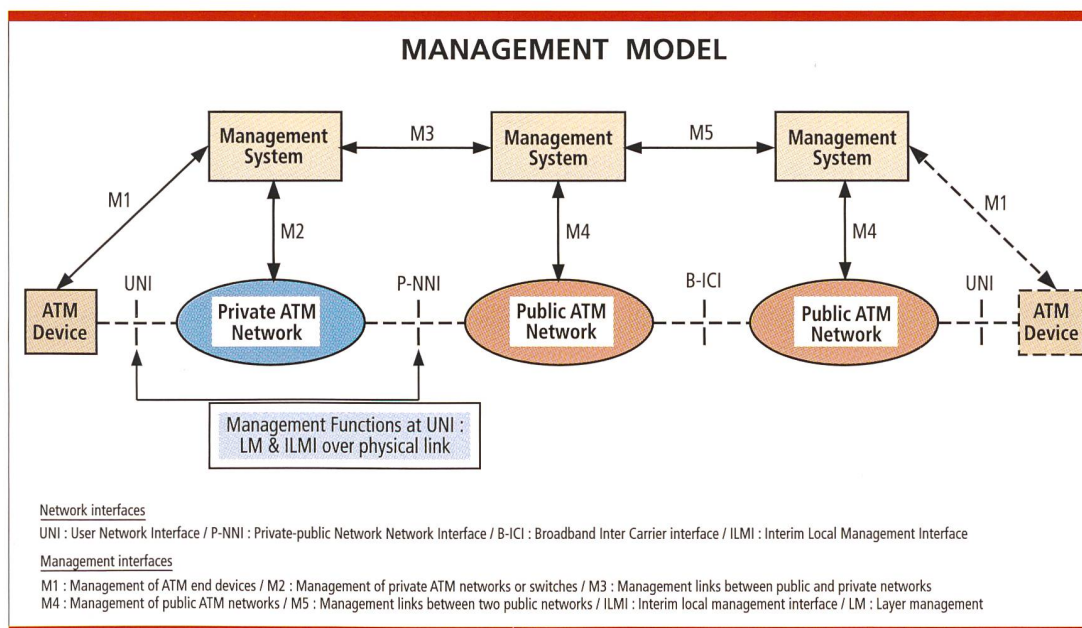 MANAGEMENT MODEL
Management
System
M3
Management
System
M5
Management
System
M1
M2
M4
M4
M1
UNI
P-NNI
B-ICI
UNI
ATM
Device
Private ATM
Network
Public ATM
Network
Public ATM
Network
ATM
Device
Management Functions at UNI :
LM & ILMI over physical link
Network interfaces
UNI : User Network Interface / P-NNI : Private-public Network Network Interface / B-ICI : Broadband Inter Carrier interface / ILMI : Interim Local Management Interface
Management interfaces
M1 : Management of ATM end devices / M2 : Management of private ATM networks or switches / M3 : Management links between public and private networks
M4 : Management of public ATM networks / M5 : Management links between two public networks / ILMI : Interim local management interface / LM : Layer management